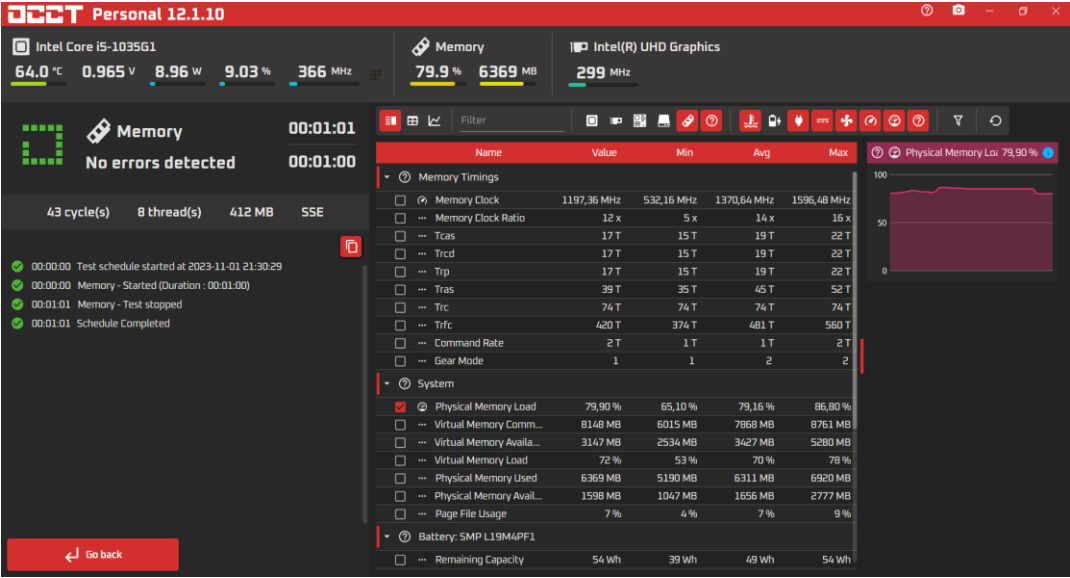 OCCT Personal 12.1.10
Intel Core i5-1035G1
64.0 °C 0.965 V 8.96 W 9.03 % 366 MHz
Memory
79.9 % 6369 MB
Intel(R) UHD Graphics
299 MHz
Memory 00:01:01
No errors detected 00:01:00
43 cycle(s) 8 thread(s) 412 MB SSE
00:00:00 Test schedule started at 2023-11-01 21:30:29
00:00:00 Memory - Started (Duration : 00:01:00)
00:01:01 Memory - Test stopped
00:01:01 Schedule Completed
Go back
Filter
Name Value Min Avg Max
Memory Timings
Memory Clock 1197,36 MHz 532,16 MHz 1370,64 MHz 1596,48 MHz
Memory Clock Ratio 12 x 5 x 14 x 16 x
Tcas 17 T 15 T 19 T 22 T
Trcd 17 T 15 T 19 T 22 T
Trp 17 T 15 T 19 T 22 T
Tras 39 T 35 T 45 T 52 T
Trc 74 T 74 T 74 T 74 T
Trfc 420 T 374 T 481 T 560 T
Command Rate 2 T 1 T 1 T 2 T
Gear Mode 1 1 2 2
System
Physical Memory Load 79,90 % 65,10 % 79,16 % 86,80 %
Virtual Memory Comm... 8148 MB 6015 MB 7868 MB 8761 MB
Virtual Memory Availa... 3147 MB 2534 MB 3427 MB 5280 MB
Virtual Memory Load 72 % 53 % 70 % 78 %
Physical Memory Used 6369 MB 5190 MB 6311 MB 6920 MB
Physical Memory Avail... 1598 MB 1047 MB 1656 MB 2777 MB
Page File Usage 7 % 4 % 7 % 9 %
Battery: SMP L19M4PF1
Remaining Capacity 54 Wh 39 Wh 49 Wh 54 Wh
Physical Memory Loa 79,90 %
100
50
0